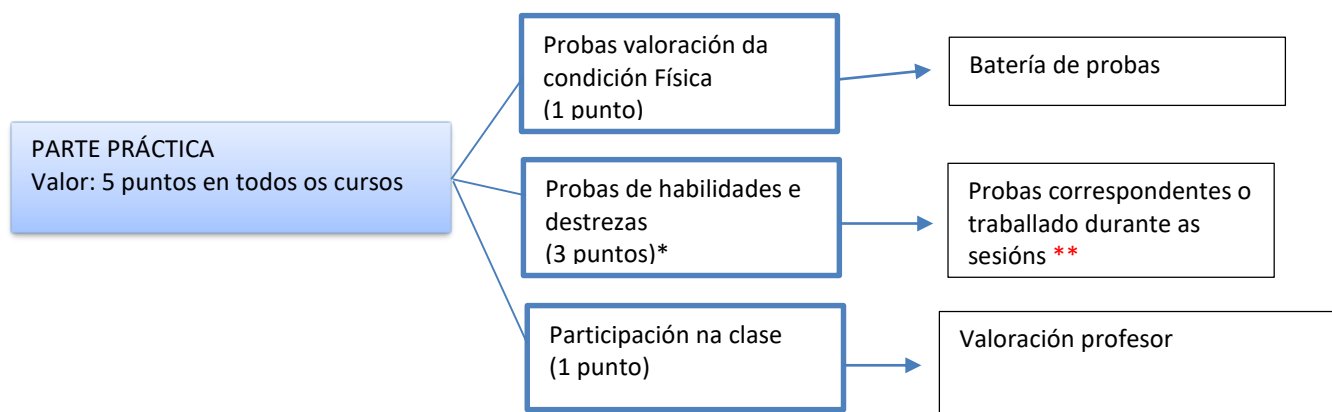 PARTE PRÁCTICA
Valor: 5 puntos en todos os cursos
Probas valoración da
condición Física
(1 punto)
Batería de probas
Probas de habilidades e
destrezas
(3 puntos)*
Probas correspondentes o
traballado durante as
sesións **
Participación na clase
(1 punto)
Valoración profesor